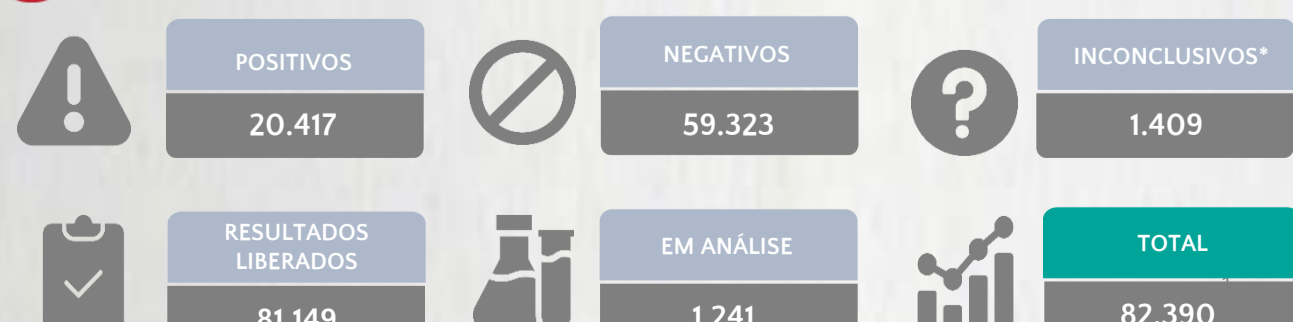 POSITIVOS
20.417
NEGATIVOS
59.323
INCONCLUSIVOS*
1.409
RESULTADOS
LIBERADOS
81.149
EM ANÁLISE
1.241
TOTAL
82.390